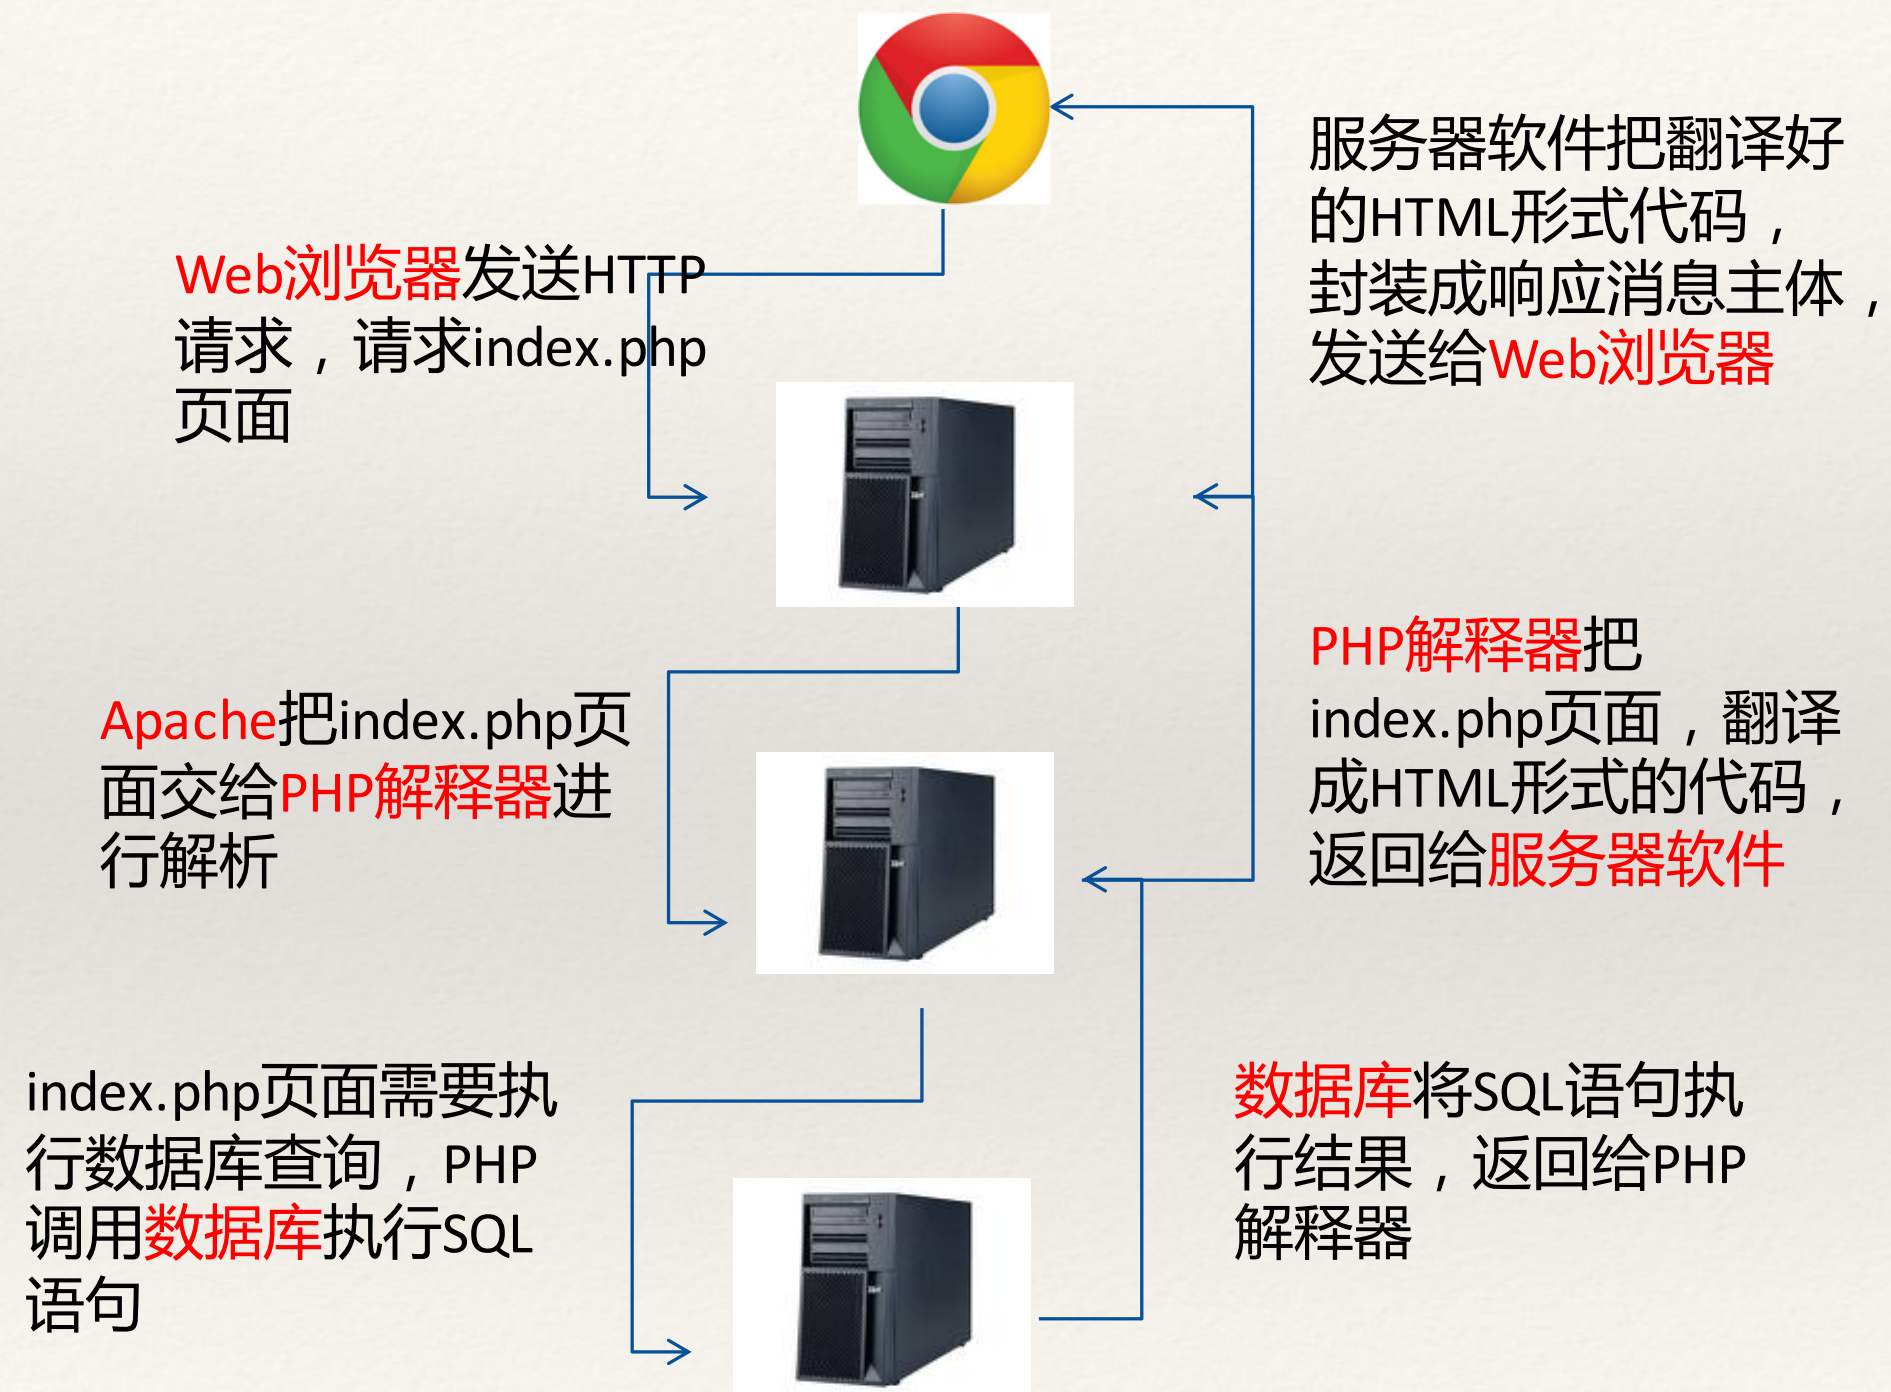 Web浏览器发送HTTP
请求，请求index.php
页面
服务器软件把翻译好
的HTML形式代码，
封装成响应消息主体，
发送给Web浏览器
Apache把index.php页
面交给PHP解释器进
行解析
PHP解释器把
index.php页面，翻译
成HTML形式的代码，
返回给服务器软件
index.php页面需要执
行数据库查询，PHP
调用数据库执行SQL
语句
数据库将SQL语句执
行结果，返回给PHP
解释器